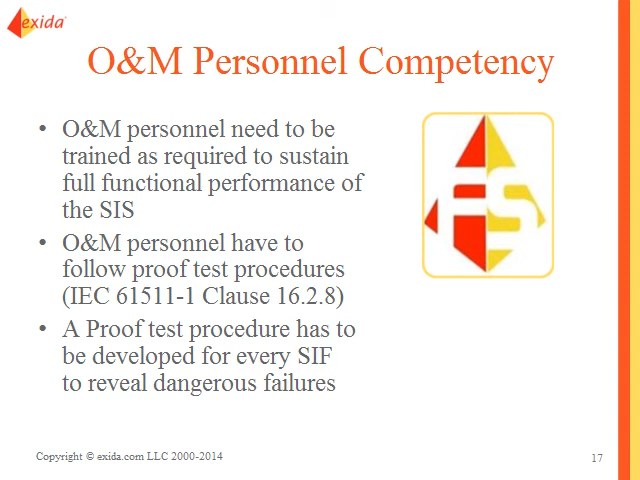 exida®
O&M Personnel Competency
• O&M personnel need to be
trained as required to sustain
full functional performance of
the SIS
• O&M personnel have to
follow proof test procedures
(IEC 61511-1 Clause 16.2.8)
• A Proof test procedure has to
be developed for every SIF
to reveal dangerous failures
FS
Copyright © exida.com LLC 2000-2014
17